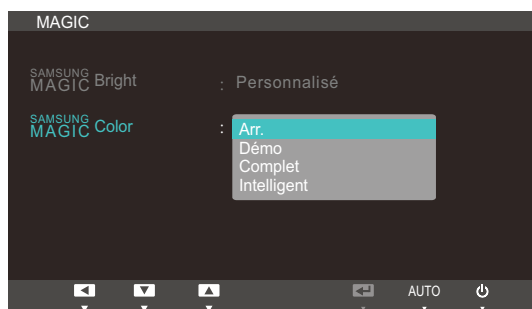 MAGIC
SAMSUNG
MAGIC Bright : Personnalisé
SAMSUNG
MAGIC Color : Arr.
Démo
Complet
Intelligent
AUTO